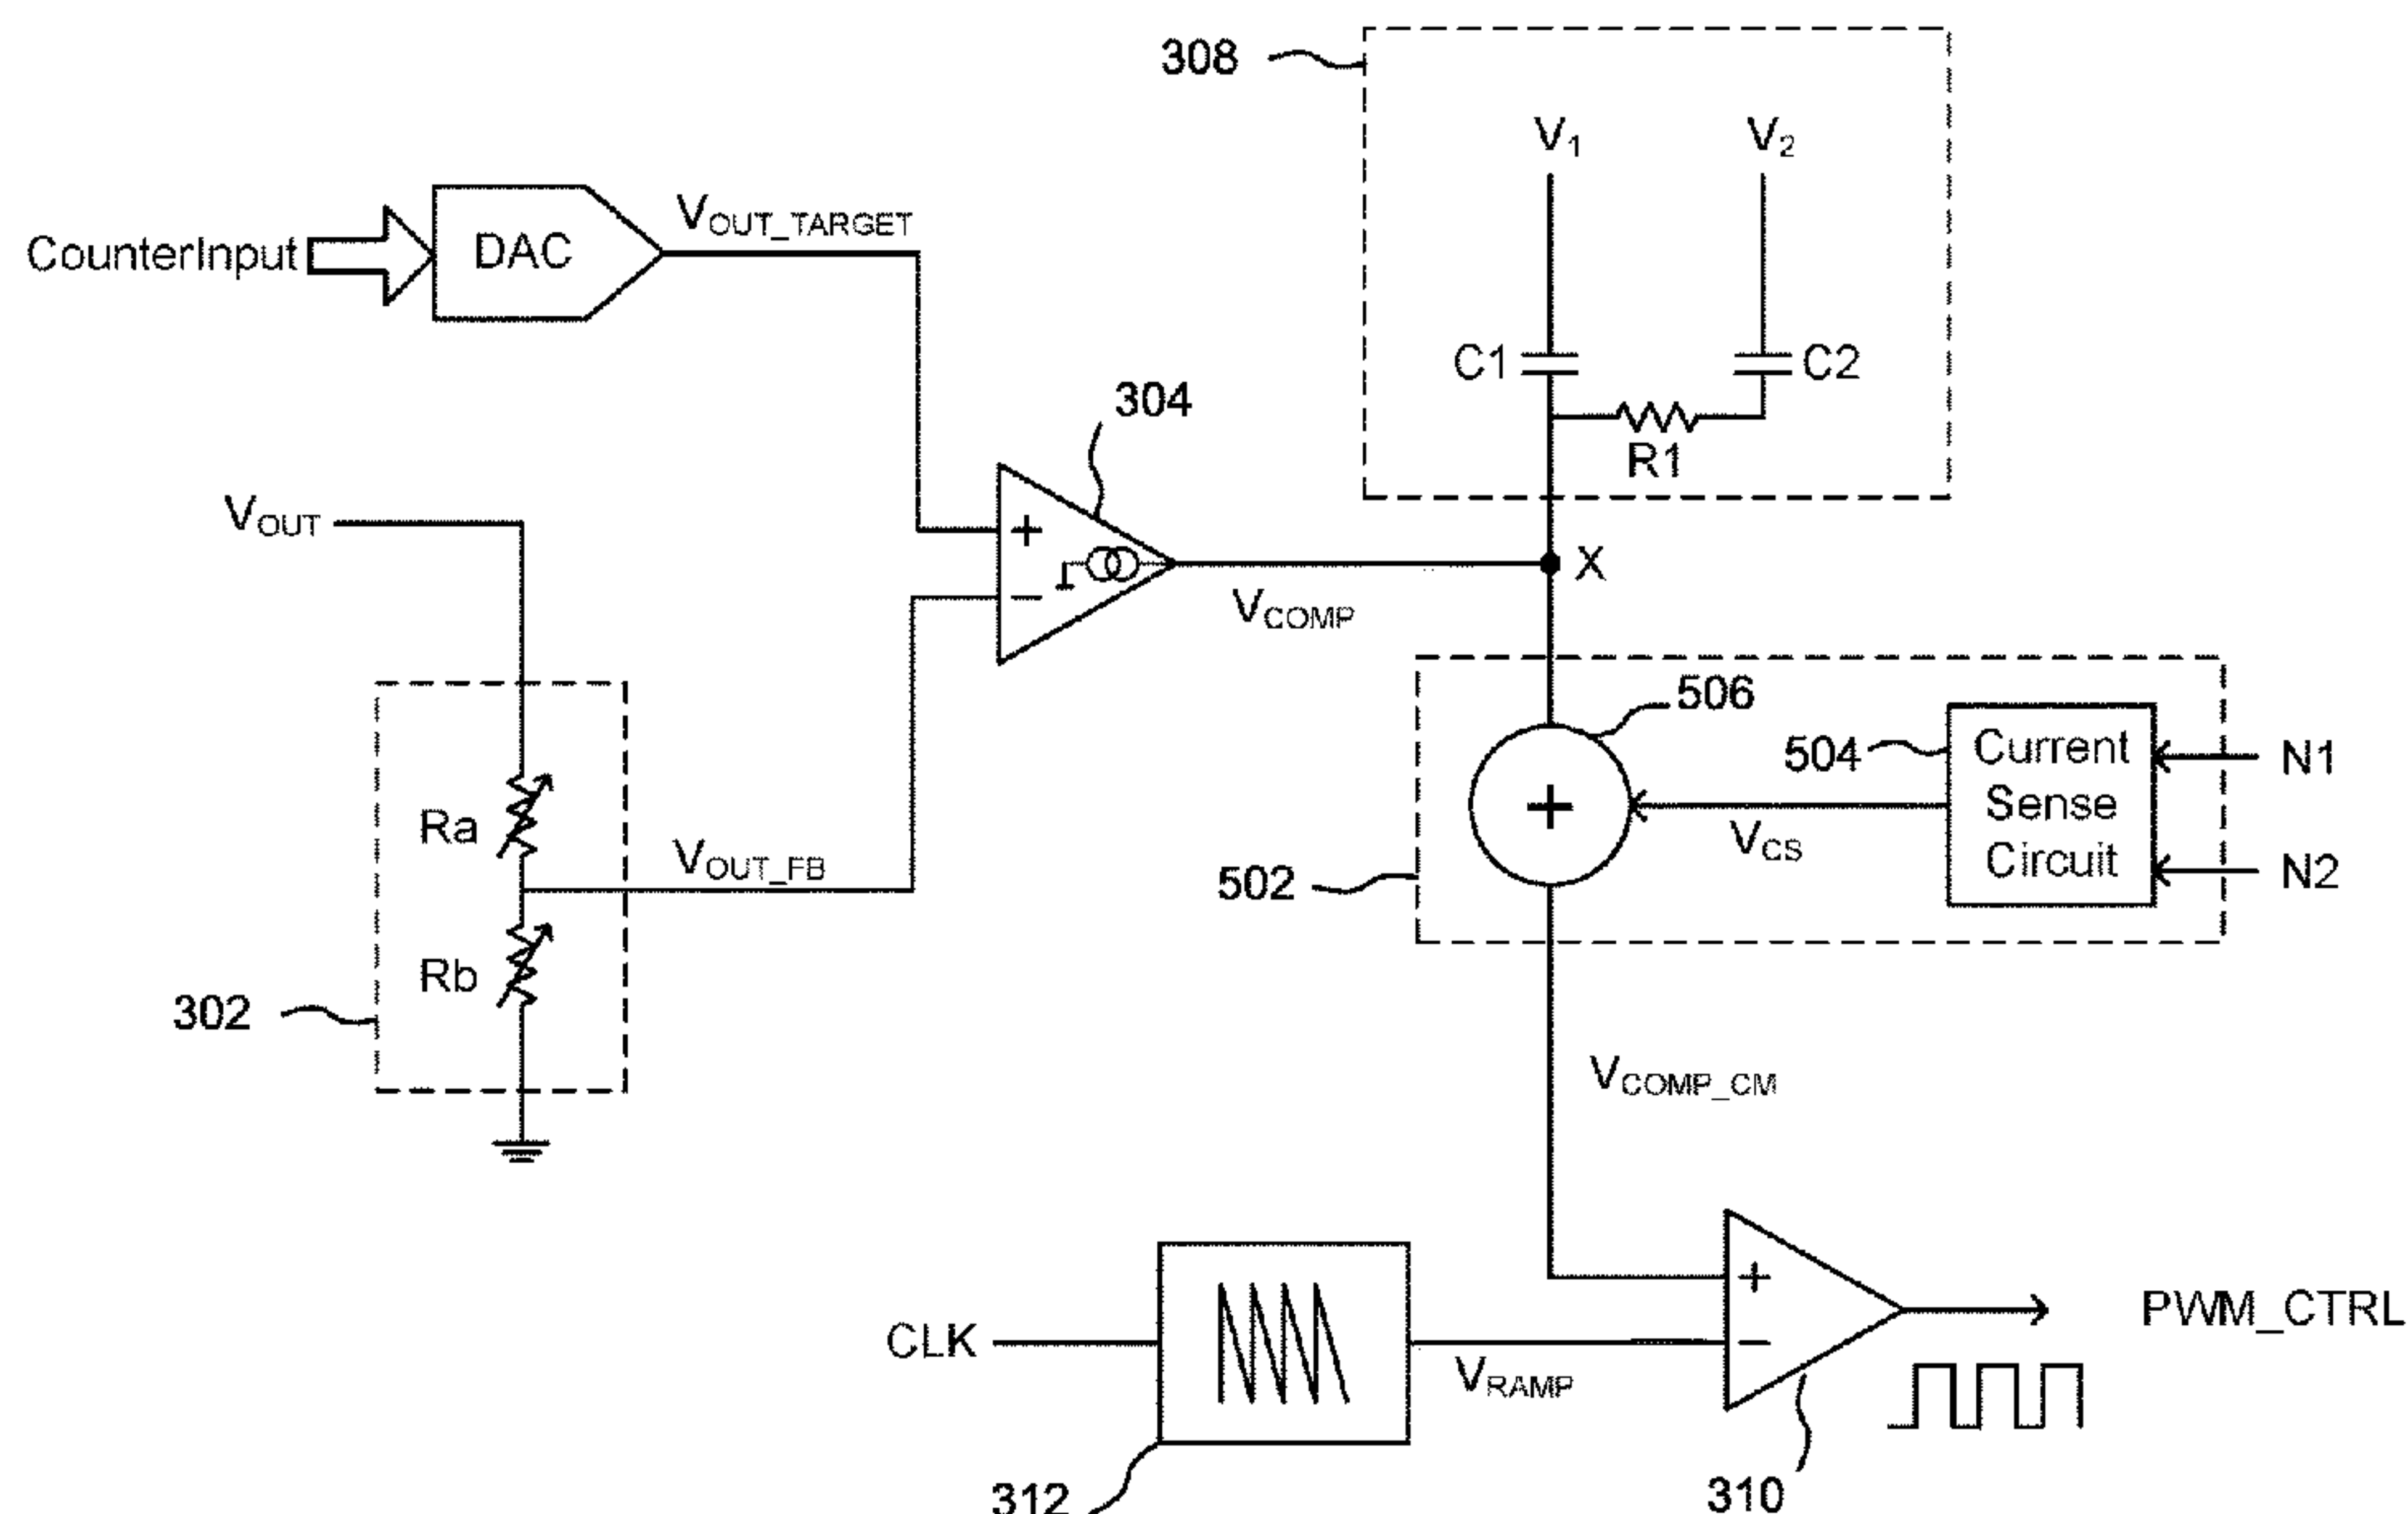 308
V1
V2
VOUT_TARGET
CounterInput
DAC
C1
C2
304
R1
VOUT
+
−
X
VCOMP
506
504
Current
Sense
Circuit
N1
N2
+
VCS
502
Ra
VOUT_FB
Rb
302
VCOMP_CM
CLK
VRAMP
+
−
PWM_CTRL
312
310